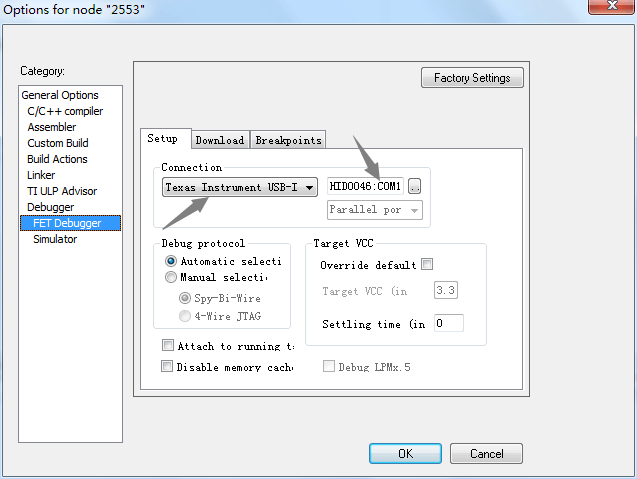 Options for node "2553"
Category:
Factory Settings
General Options
C/C++ compiler
Assembler
Custom Build
Build Actions
Linker
TI ULP Advisor
Debugger
FET Debugger
Simulator
Setup Download Breakpoints
Connection
Texas Instrument USB-I
HID0046:COM1 ..
Parallel por
Debug protocol
Automatic selecti
Manual selecti
Spy-Bi-Wire
4-Wire JTAG
Target VCC
Override default
Target VCC (in 3.3
Settling time (in 0
Attach to running t
Disable memory cache
Debug LPMx.5
OK Cancel